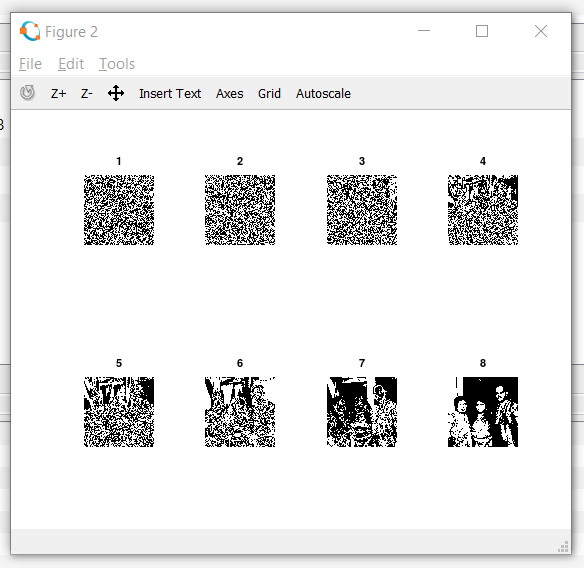 Figure 2
File Edit Tools
Z+ Z- Insert Text Axes Grid Autoscale
1 2 3 4
5 6 7 8